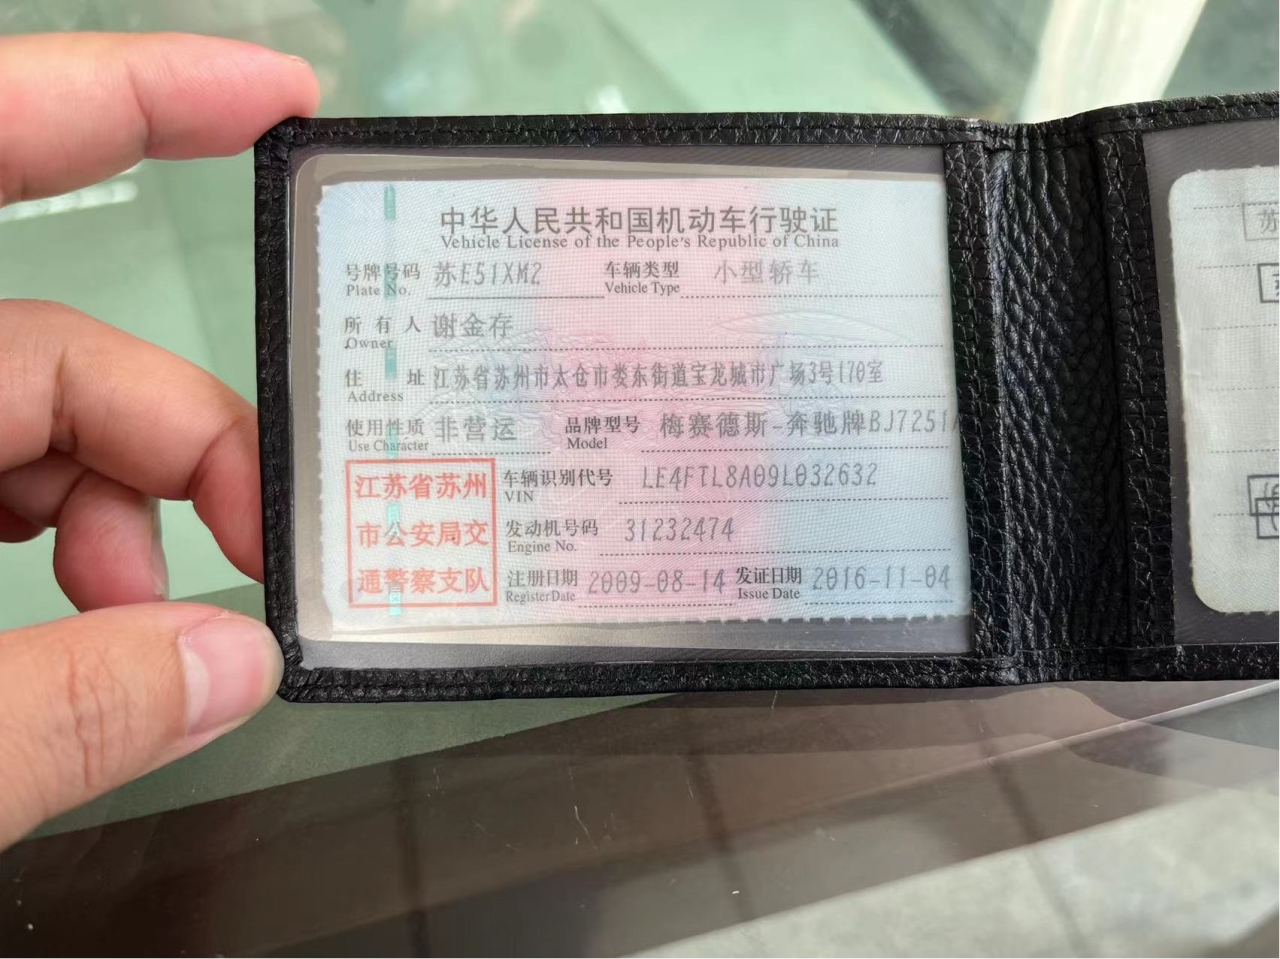 中华人民共和国机动车行驶证
Vehicle License of the People's Republic of China
号牌号码 苏E51XM2 车辆类型 小型轿车
Plate No. Vehicle Type
所有人 谢金存
Owner
住址 江苏省苏州市太仓市娄东街道宝龙城市广场3号170室
Address
使用性质 非营运 品牌型号 梅赛德斯-奔驰牌BJ7251
Use Character Model
江苏省苏州
市公安局交
通警察支队
车辆识别代号 LE4FTL8A09L032632
VIN
发动机号码 31232474
Engine No.
注册日期 2009-08-14 发证日期 2016-11-04
Register Date Issue Date
苏